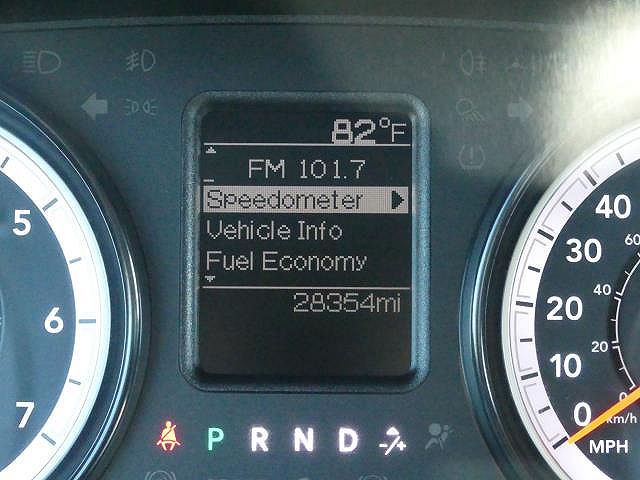 82°F
FM 101.7
Speedometer
Vehicle Info
Fuel Economy
28354mi
P R N D -/+
5
6
7
40
30
20
10
0
MPH
60
40
20
0
km/h